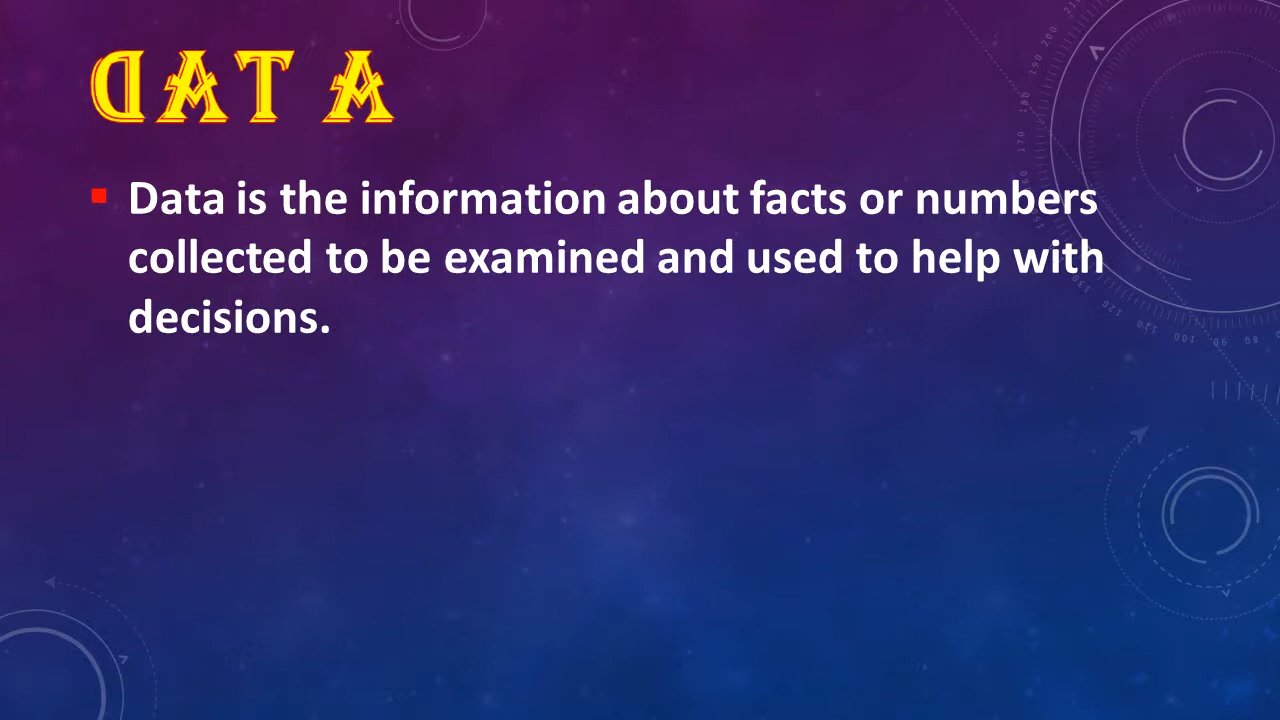 DATA
Data is the information about facts or numbers
collected to be examined and used to help with
decisions.